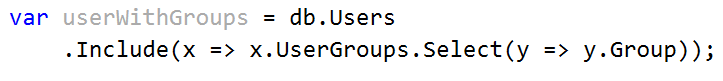 var userWithGroups = db.Users
.Include(x => x.UserGroups.Select(y => y.Group));